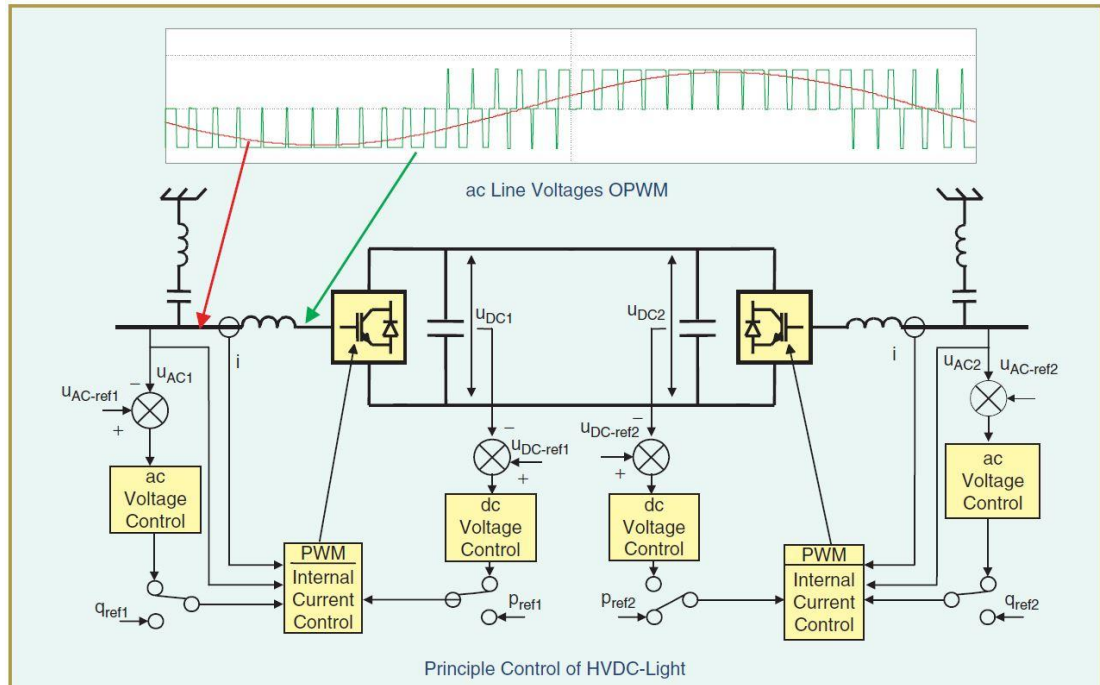 ac Line Voltages OPWM
u_DC1
u_DC2
i
i
u_AC1
u_AC2
u_AC-ref2
−
u_AC-ref1
+
−
u_DC-ref1
+
−
u_DC-ref2
+
ac
Voltage
Control
dc
Voltage
Control
dc
Voltage
Control
ac
Voltage
Control
PWM
Internal
Current
Control
PWM
Internal
Current
Control
q_ref1
p_ref1
p_ref2
q_ref2
Principle Control of HVDC-Light